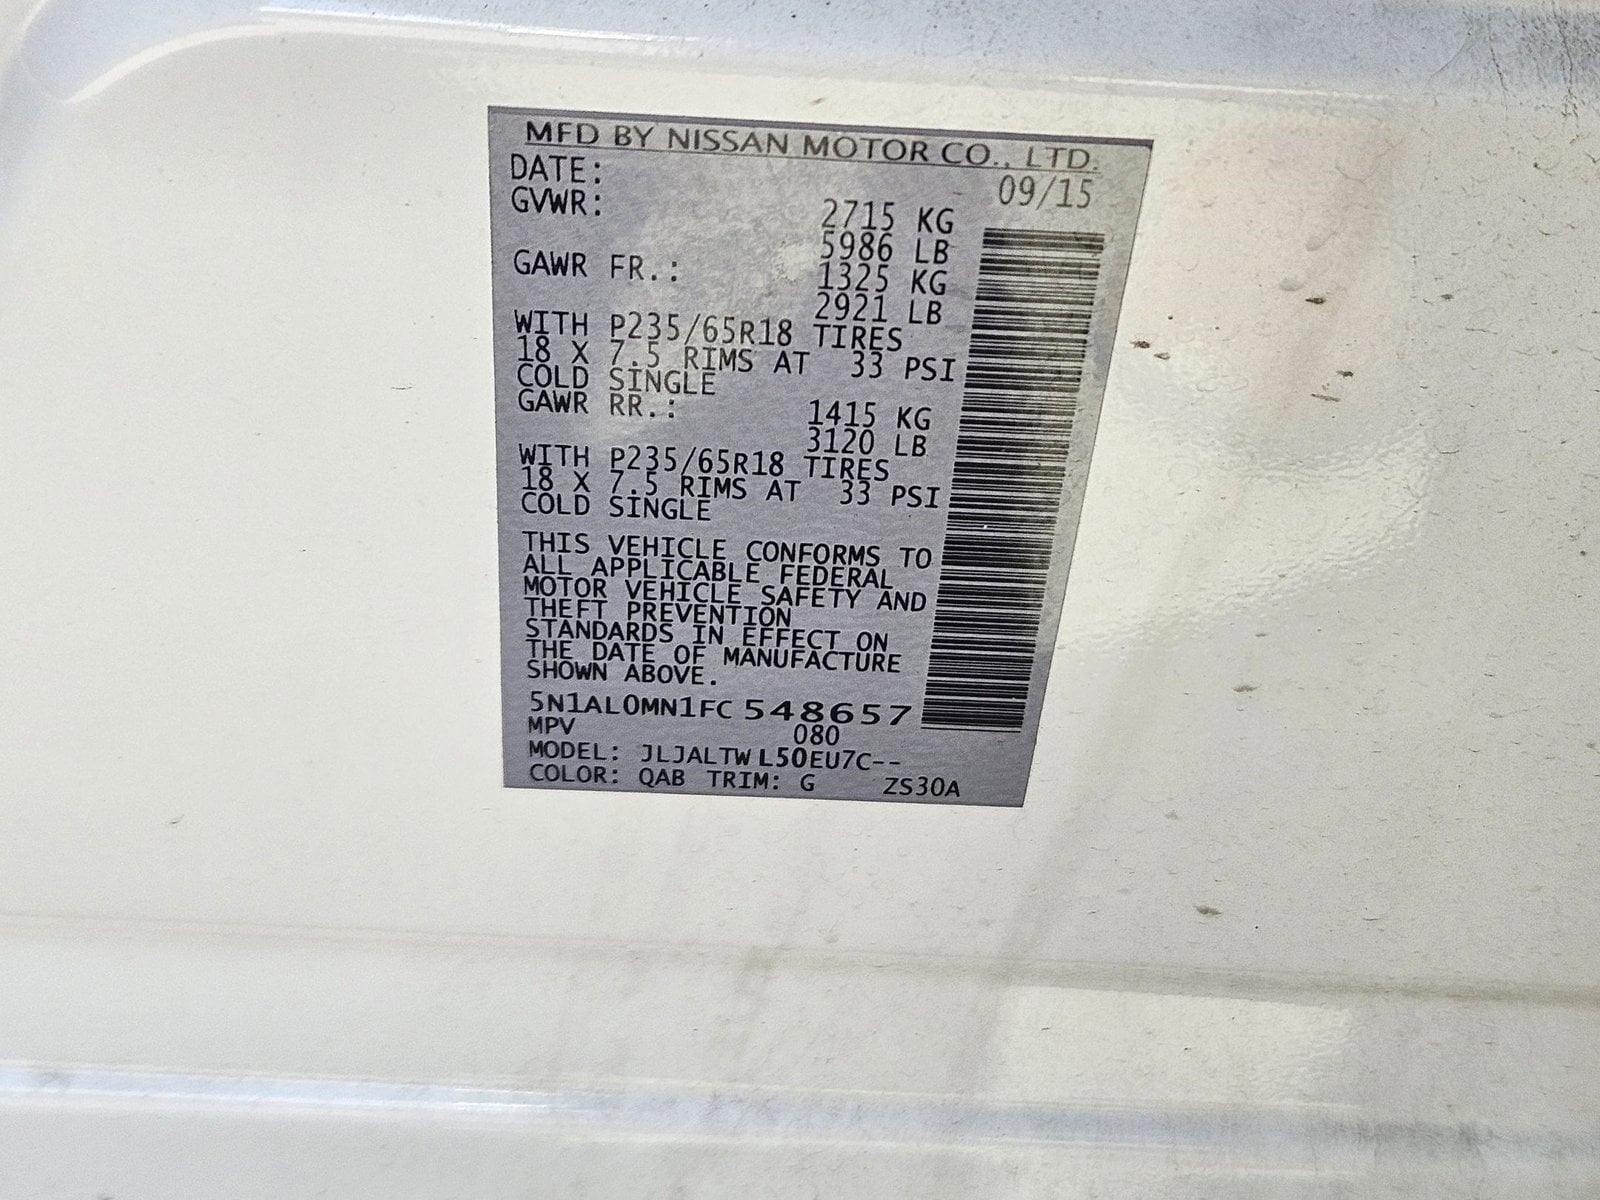 MFD BY NISSAN MOTOR CO., LTD.
DATE: 09/15
GVWR: 2715 KG
5986 LB
GAWR FR.: 1325 KG
2921 LB
WITH P235/65R18 TIRES
18 X 7.5 RIMS AT 33 PSI
COLD SINGLE
GAWR RR.: 1415 KG
3120 LB
WITH P235/65R18 TIRES
18 X 7.5 RIMS AT 33 PSI
COLD SINGLE
THIS VEHICLE CONFORMS TO
ALL APPLICABLE FEDERAL
MOTOR VEHICLE SAFETY AND
THEFT PREVENTION
STANDARDS IN EFFECT ON
THE DATE OF MANUFACTURE
SHOWN ABOVE.
5N1AL0MN1FC 548657
MPV 080
MODEL: JLJALTW L50EU7C--
COLOR: QAB TRIM: G ZS30A